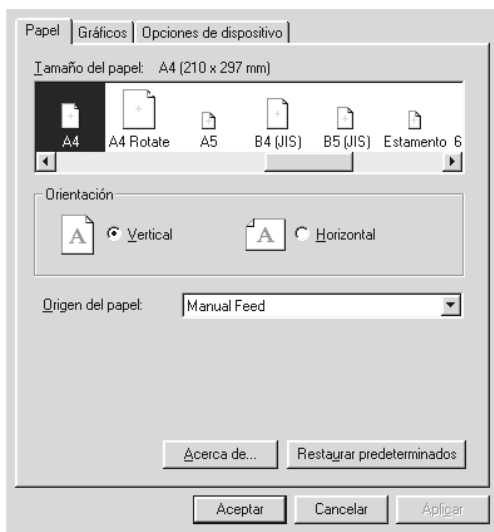 Papel Gráficos Opciones de dispositivo
Tamaño del papel: A4 (210 x 297 mm)
A4 A4 Rotate A5 B4 (JIS) B5 (JIS) Estamento 6
Orientación
A Vertical A Horizontal
Origen del papel: Manual Feed
Acerca de... Restaurar predeterminados
Aceptar Cancelar Aplicar